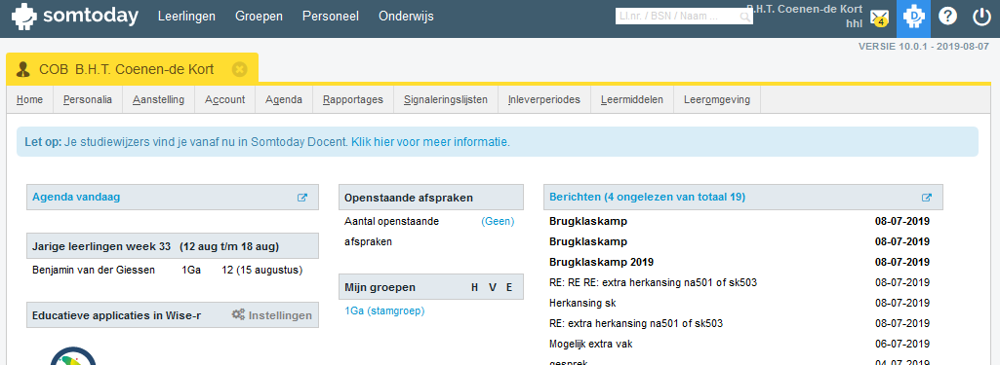 somtoday Leerlingen Groepen Personeel Onderwijs Ll.nr. / BSN / Naam ... B.H.T. Coenen-de Kort
hhl 4 D ?
VERSIE 10.0.1 - 2019-08-07
COB B.H.T. Coenen-de Kort
Home Personalia Aanstelling Account Agenda Rapportages Signaleringslijsten Inleverperiodes Leermiddelen Leeromgeving
Let op: Je studiewijzers vind je vanaf nu in Somtoday Docent. Klik hier voor meer informatie.
Agenda vandaag
Jarige leerlingen week 33 (12 aug t/m 18 aug)
Benjamin van der Giessen 1Ga 12 (15 augustus)
Educatieve applicaties in Wise-r Instellingen
Openstaande afspraken
Aantal openstaande (Geen)
afspraken
Mijn groepen H V E
1Ga (stamgroep)
Berichten (4 ongelezen van totaal 19)
Brugklaskamp 08-07-2019
Brugklaskamp 08-07-2019
Brugklaskamp 2019 08-07-2019
RE: RE RE: extra herkansing na501 of sk503 08-07-2019
Herkansing sk 08-07-2019
RE: extra herkansing na501 of sk503 08-07-2019
Mogelijk extra vak 06-07-2019
gesprek 04-07-2019